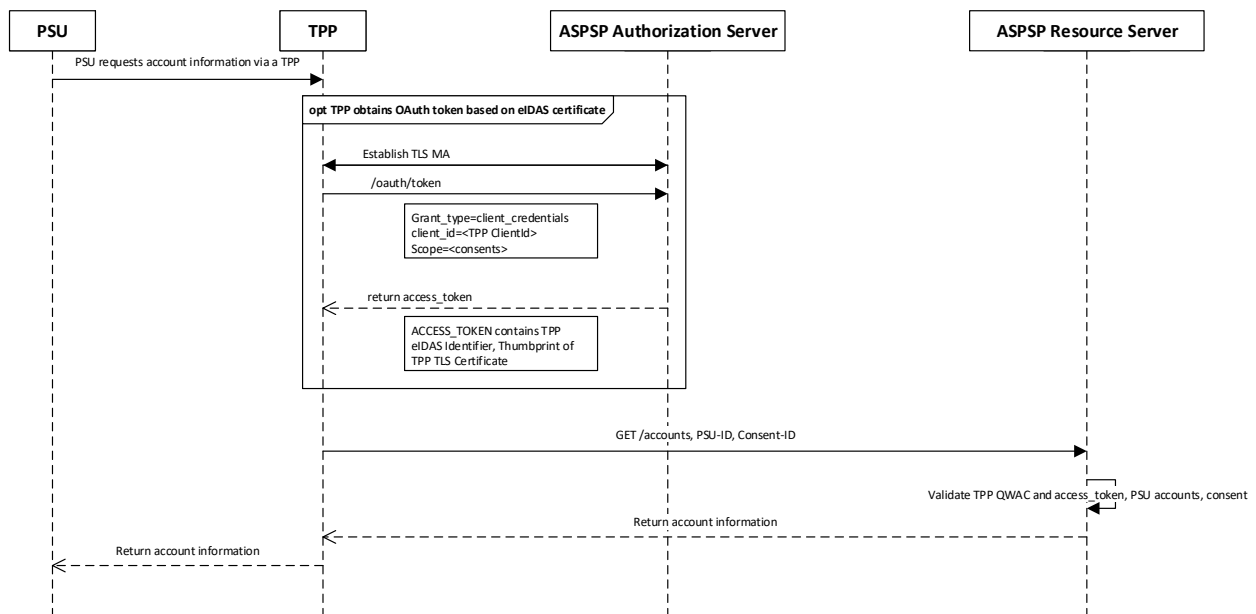 PSU
TPP
ASPSP Authorization Server
ASPSP Resource Server
PSU requests account information via a TPP
opt TPP obtains OAuth token based on eIDAS certificate
Establish TLS MA
/oauth/token
Grant_type=client_credentials
client_id=<TPP ClientId>
Scope=<consents>
return access_token
ACCESS_TOKEN contains TPP
eIDAS Identifier, Thumbprint of
TPP TLS Certificate
GET /accounts, PSU-ID, Consent-ID
Validate TPP QWAC and access_token, PSU accounts, consent
Return account information
Return account information